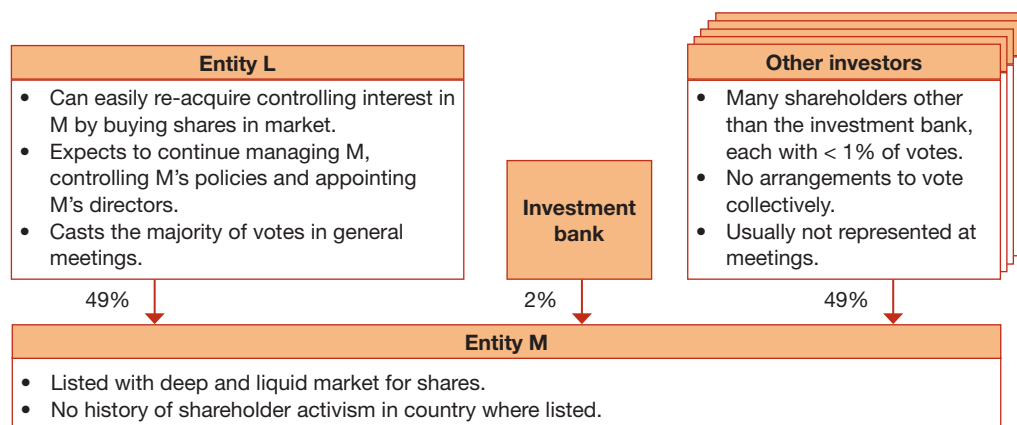 Entity L
• Can easily re-acquire controlling interest in
M by buying shares in market.
• Expects to continue managing M,
controlling M’s policies and appointing
M’s directors.
• Casts the majority of votes in general
meetings.
Investment
bank
Other investors
• Many shareholders other
than the investment bank,
each with < 1% of votes.
• No arrangements to vote
collectively.
• Usually not represented at
meetings.
49%
2%
49%
Entity M
• Listed with deep and liquid market for shares.
• No history of shareholder activism in country where listed.